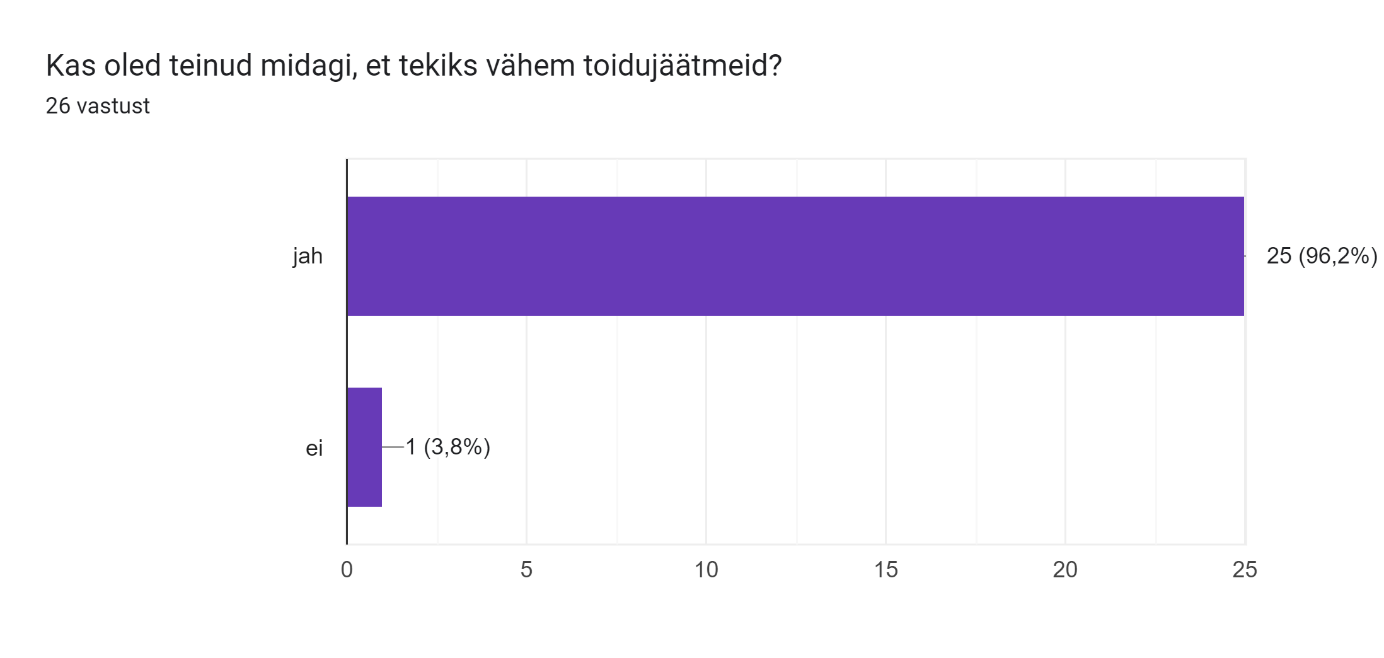 Kas oled teinud midagi, et tekiks vähem toidujäätmeid?
26 vastust
jah
25 (96,2%)
ei
1 (3,8%)
0 5 10 15 20 25